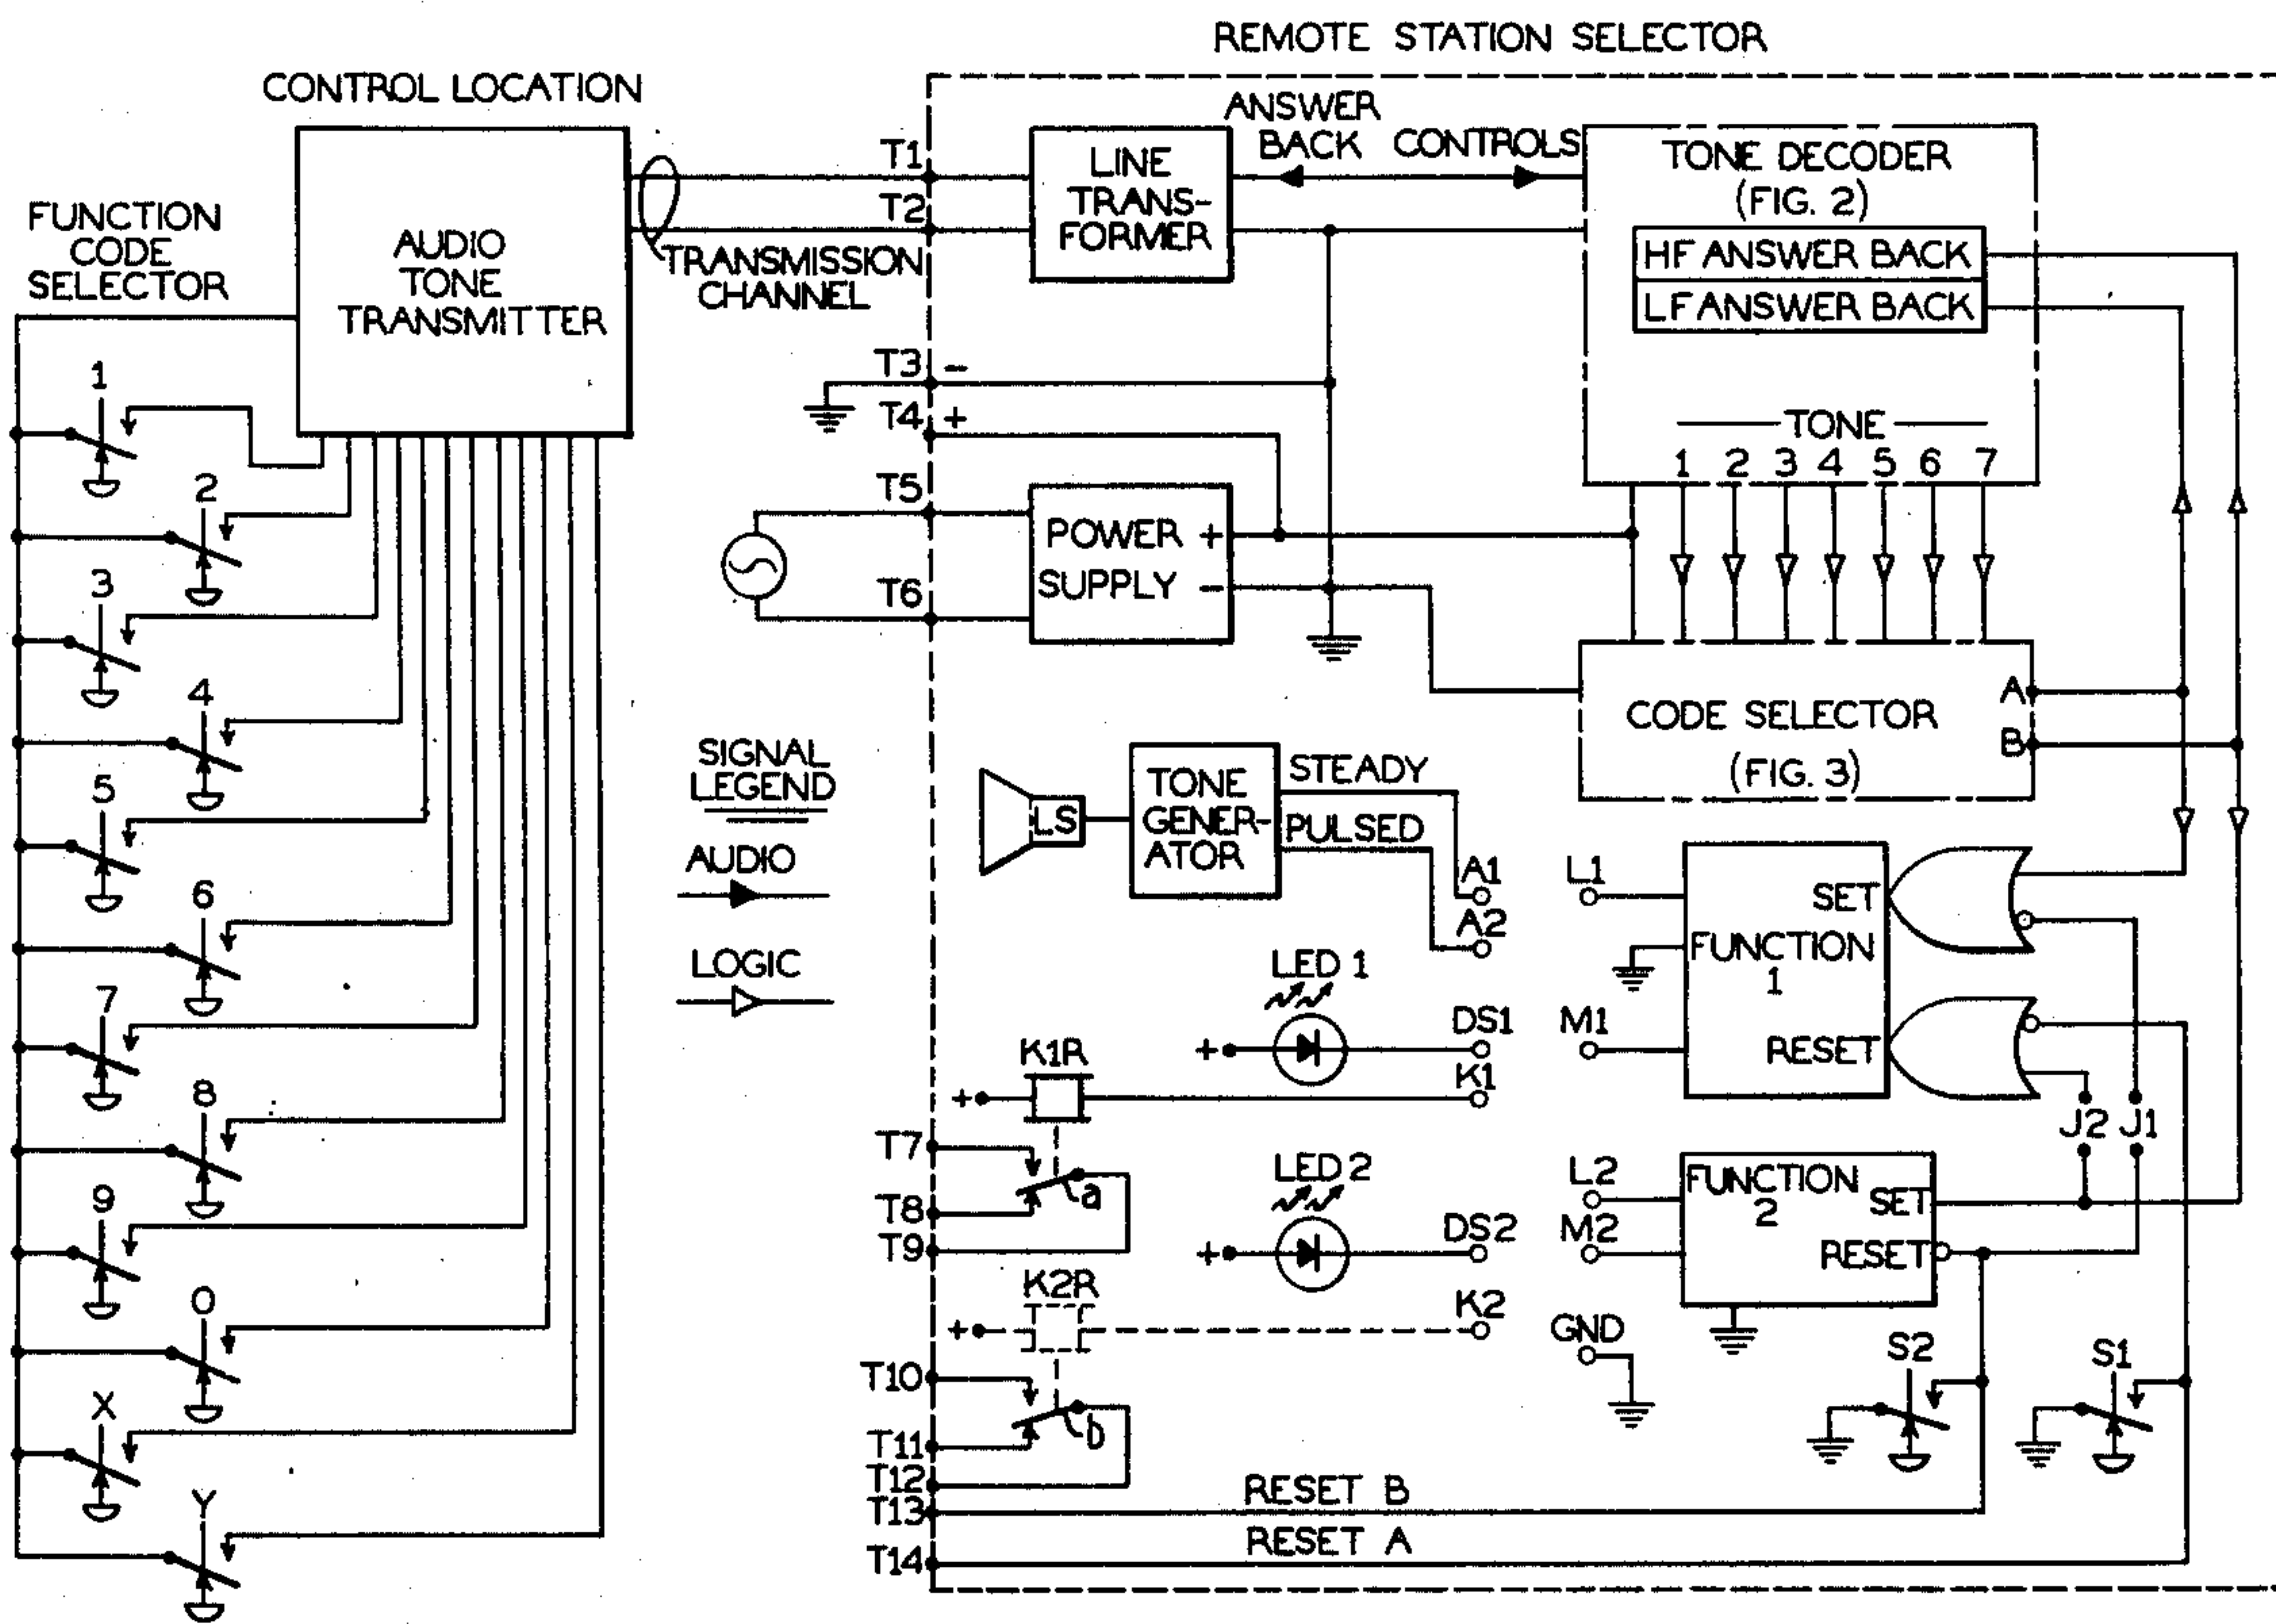 REMOTE STATION SELECTOR
CONTROL LOCATION
FUNCTION
CODE
SELECTOR
AUDIO
TONE
TRANSMITTER
TRANSMISSION
CHANNEL
1
2
3
4
5
6
7
8
9
0
X
Y
SIGNAL
LEGEND
AUDIO
LOGIC
T1
T2
T3 -
T4 +
T5
T6
T7
T8
T9
T10
T11
T12
T13
T14
LINE
TRANS-
FORMER
ANSWER
BACK CONTROLS
TONE DECODER
(FIG. 2)
HF ANSWER BACK
LF ANSWER BACK
TONE
1 2 3 4 5 6 7
POWER +
SUPPLY -
CODE SELECTOR
(FIG. 3)
A
B
LS
TONE
GENER-
ATOR
STEADY
PULSED
A1
A2
LED 1
+
DS1
K1R
+
K1
a
LED 2
+
DS2
K2R
+
K2
b
L1
M1
SET
FUNCTION
1
RESET
J2 J1
L2
M2
FUNCTION
2
SET
RESET
GND
S2
S1
RESET B
RESET A